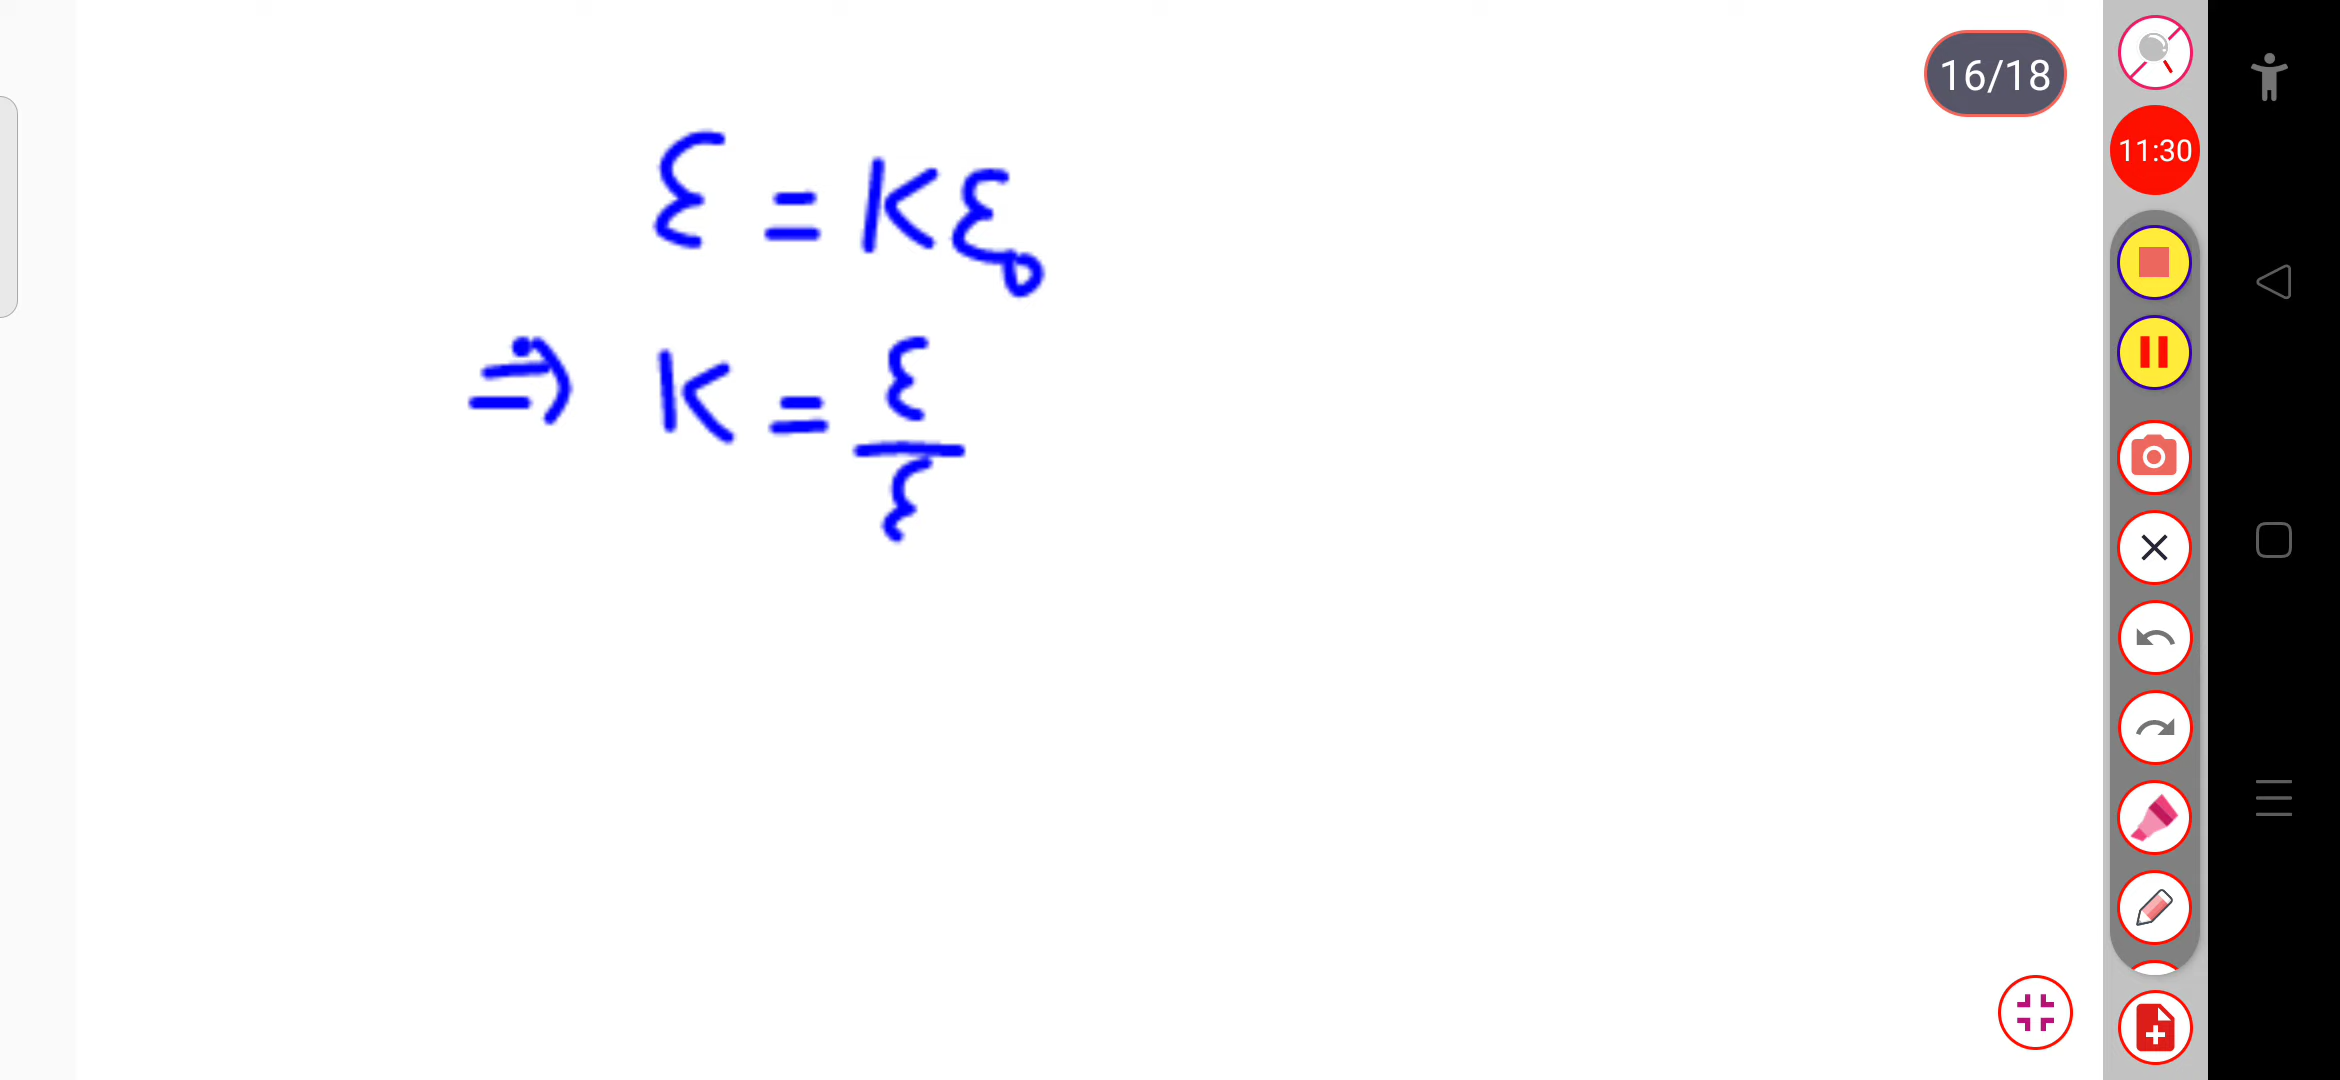 16/18
11:30
ε = Kε₀
⇒ K = ε/ε